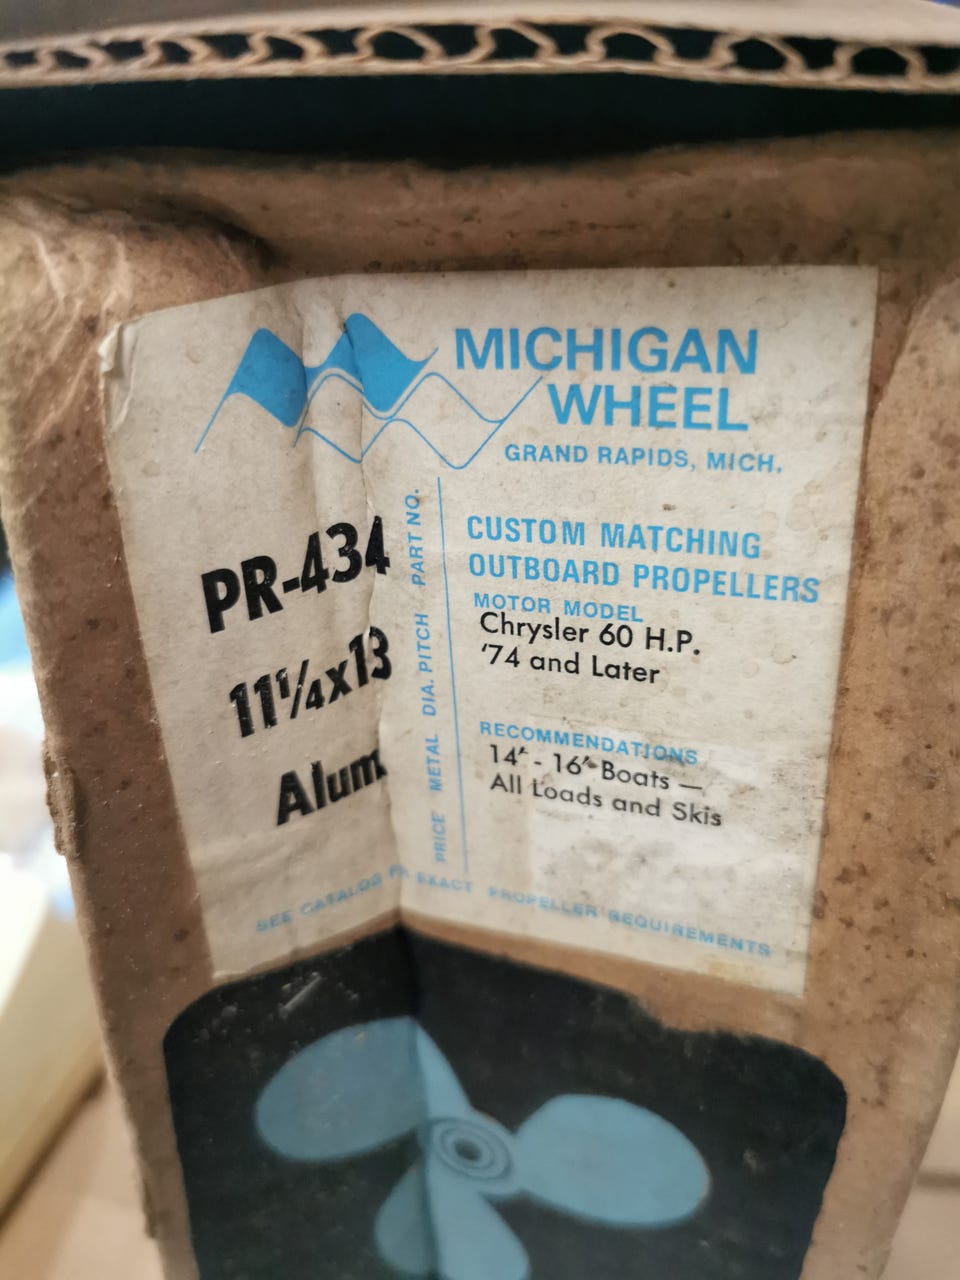 MICHIGAN
WHEEL
GRAND RAPIDS, MICH.
PR-434
11¼x13
Alum
PART NO.
DIA. PITCH
METAL
PRICE
CUSTOM MATCHING
OUTBOARD PROPELLERS
MOTOR MODEL
Chrysler 60 H.P.
'74 and Later
RECOMMENDATIONS
14' - 16' Boats —
All Loads and Skis
SEE CATALOG EXACT PROPELLER REQUIREMENTS